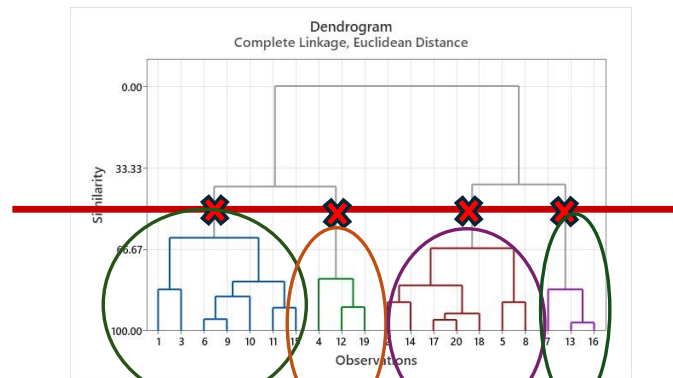 Dendrogram
Complete Linkage, Euclidean Distance
0.00
33.33
Similarity
66.67
100.00
1 3 6 9 10 11 15 4 12 19 14 17 20 18 5 8 7 13 16
Observations